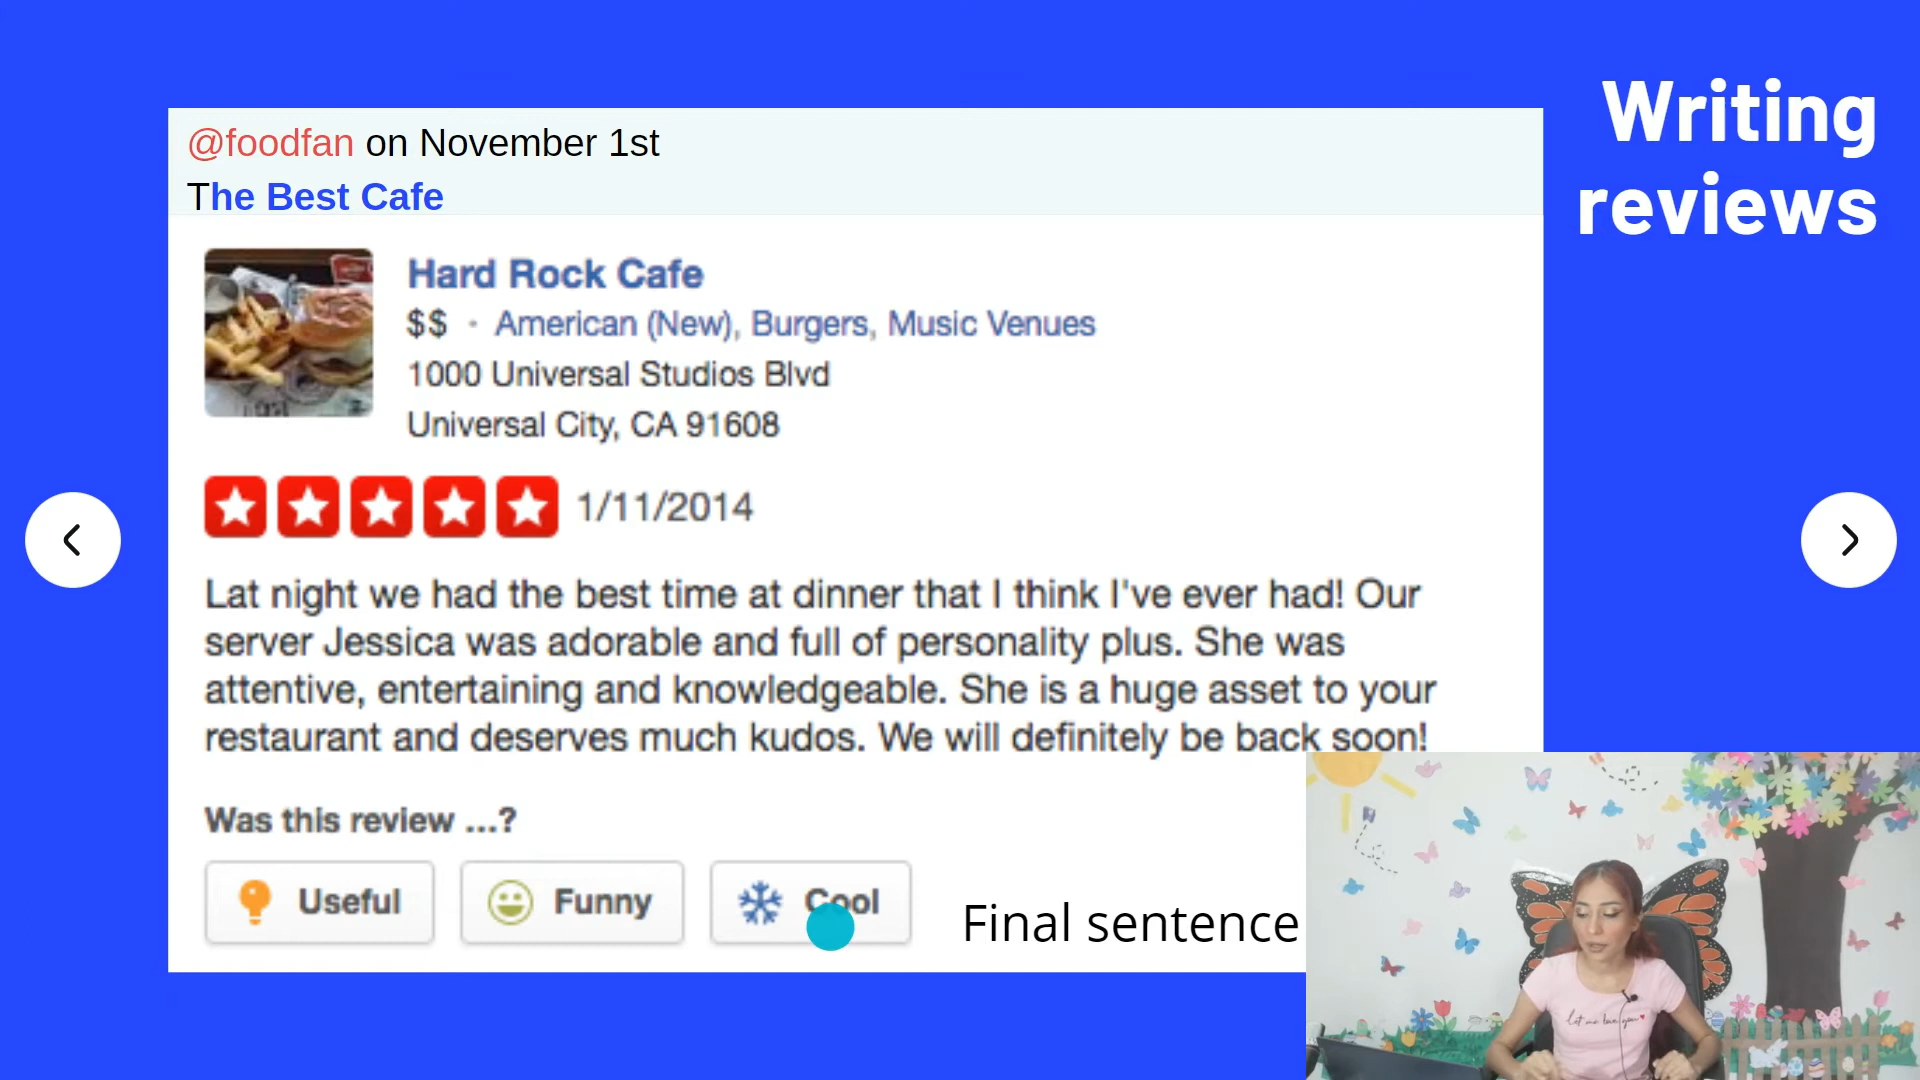 Writing
reviews
@foodfan on November 1st
The Best Cafe
Hard Rock Cafe
$$ · American (New), Burgers, Music Venues
1000 Universal Studios Blvd
Universal City, CA 91608
1/11/2014
Lat night we had the best time at dinner that I think I've ever had! Our
server Jessica was adorable and full of personality plus. She was
attentive, entertaining and knowledgeable. She is a huge asset to your
restaurant and deserves much kudos. We will definitely be back soon!
Was this review ...?
Useful
Funny
Cool
Final sentence
let me love you